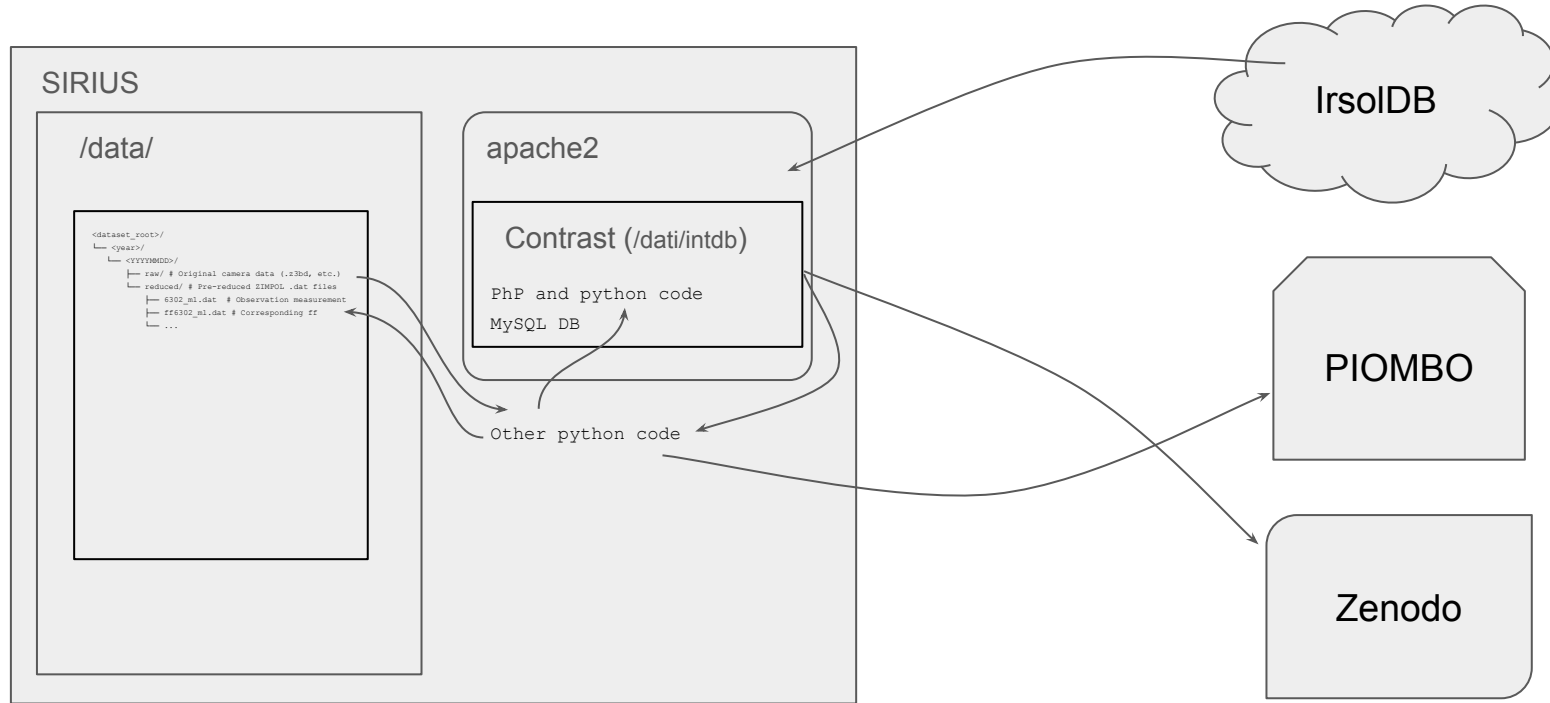 SIRIUS
/data/
<dataset_root>/
└── <year>/
└── <YYYYMMDD>/
├── raw/ # Original camera data (.z3bd, etc.)
└── reduced/ # Pre-reduced ZIMPOL .dat files
├── 6302_m1.dat # Observation measurement
├── ff6302_m1.dat # Corresponding ff
└── ...
apache2
Contrast (/dati/intdb)
PhP and python code
MySQL DB
Other python code
IrsolDB
PIOMBO
Zenodo